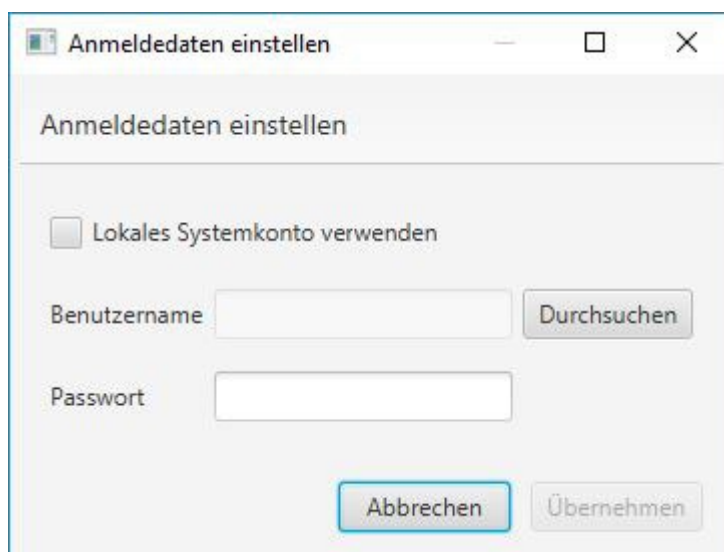 Anmeldedaten einstellen
Anmeldedaten einstellen
Lokales Systemkonto verwenden
Benutzername Durchsuchen
Passwort
Abbrechen Übernehmen